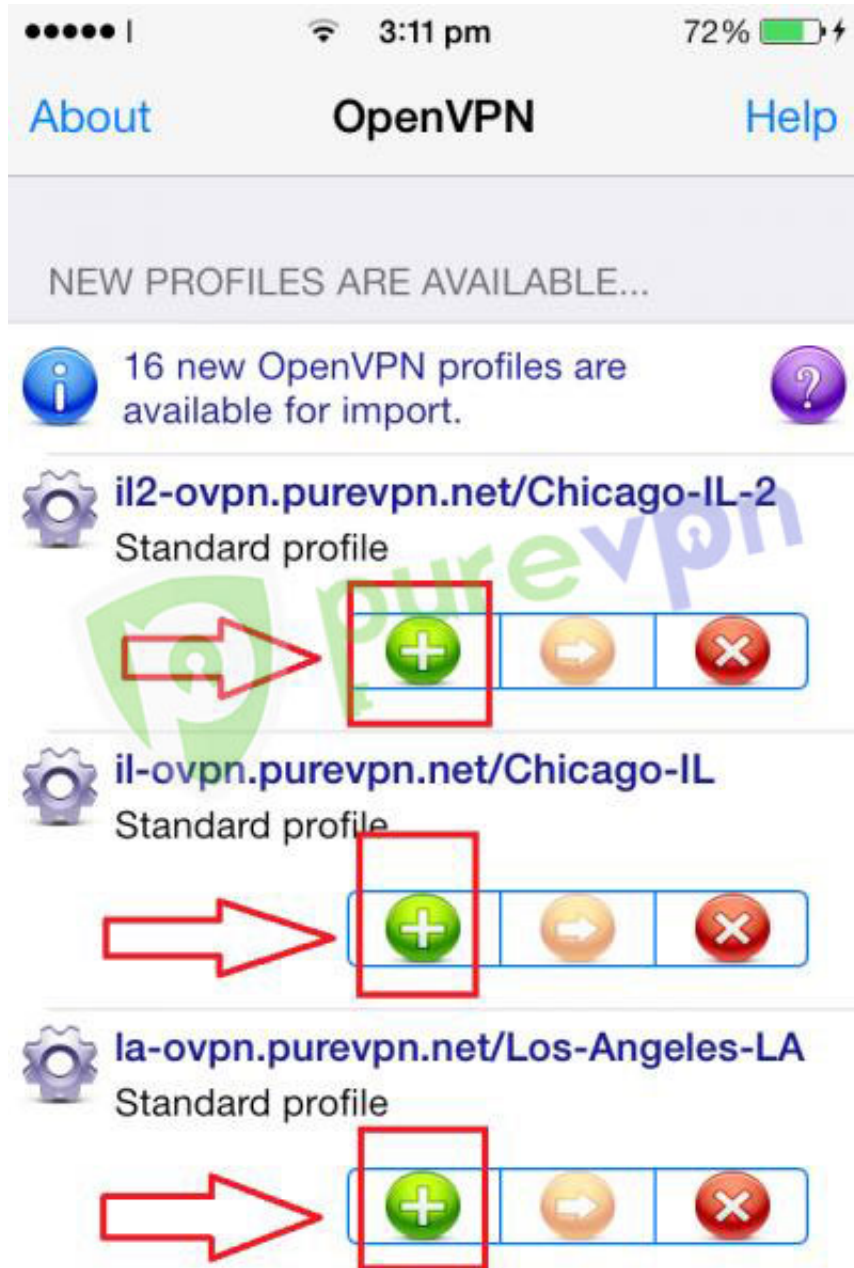 3:11 pm
72%
About
OpenVPN
Help
NEW PROFILES ARE AVAILABLE...
16 new OpenVPN profiles are
available for import.
il2-ovpn.purevpn.net/Chicago-IL-2
Standard profile
purevpn
il-ovpn.purevpn.net/Chicago-IL
Standard profile
la-ovpn.purevpn.net/Los-Angeles-LA
Standard profile